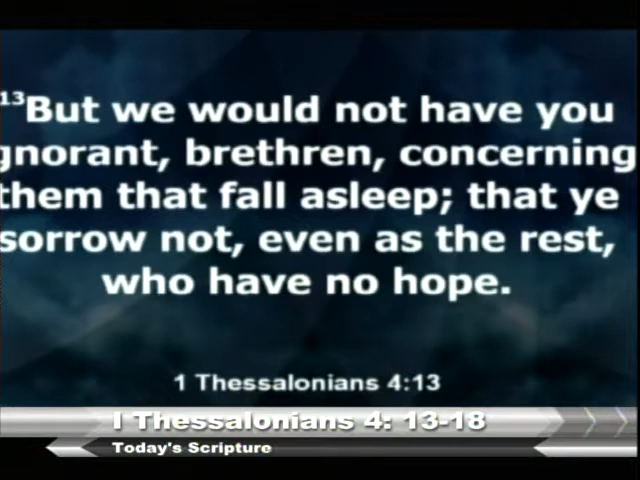 13But we would not have you
gnorant, brethren, concerning
them that fall asleep; that ye
sorrow not, even as the rest,
who have no hope.
1 Thessalonians 4:13
I Thessalonians 4: 13-18
Today's Scripture